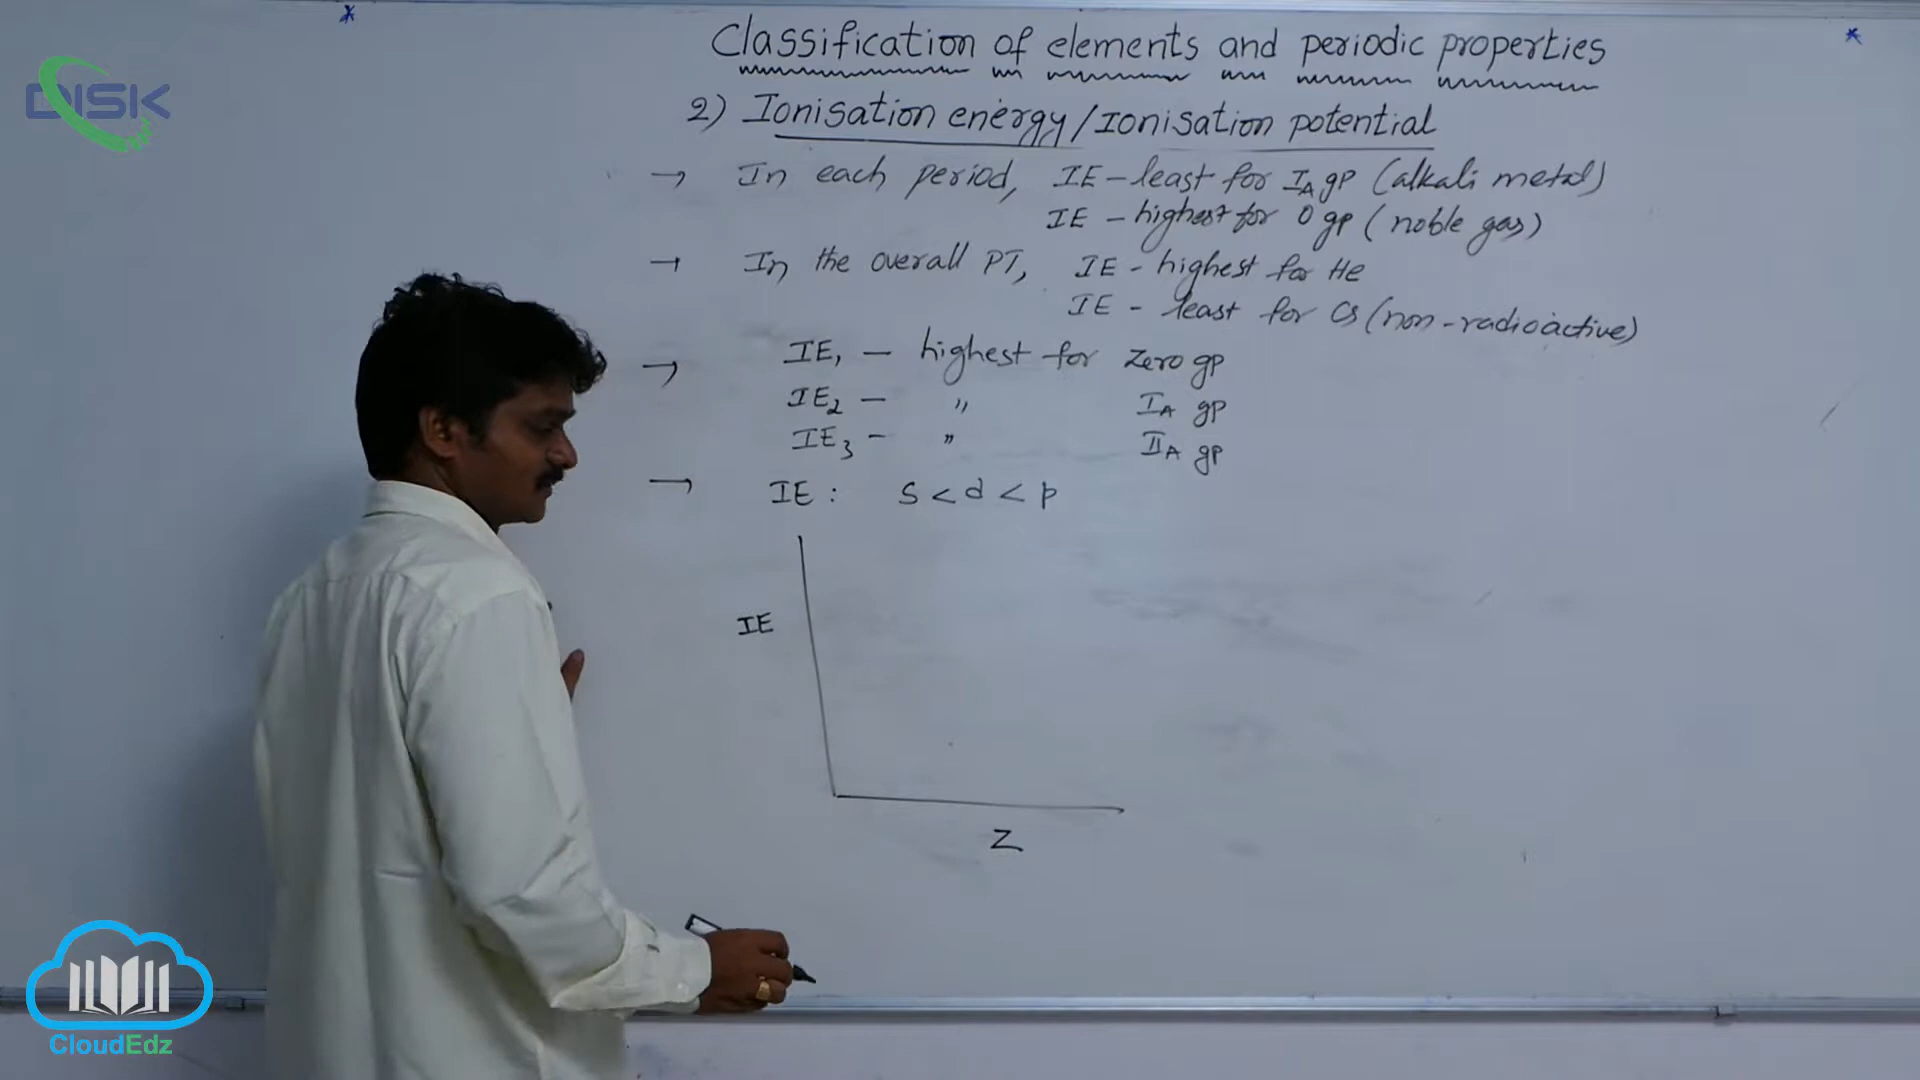 Classification of elements and periodic properties
DISK
2) Ionisation energy/Ionisation potential
→ In each period, IE - least for IA gp (alkali metal)
IE - highest for 0 gp (noble gas)
→ In the overall PT, IE - highest for He
IE - least for Cs (non-radioactive)
→ IE1 - highest for zero gp
IE2 - " IA gp
IE3 - " IIA gp
→ IE : s < d < p
IE
Z
CloudEdz